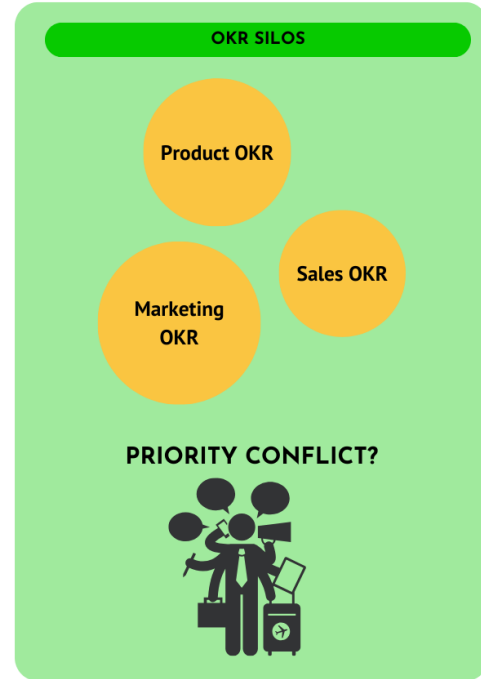 OKR SILOS
Product OKR
Sales OKR
Marketing
OKR
PRIORITY CONFLICT?